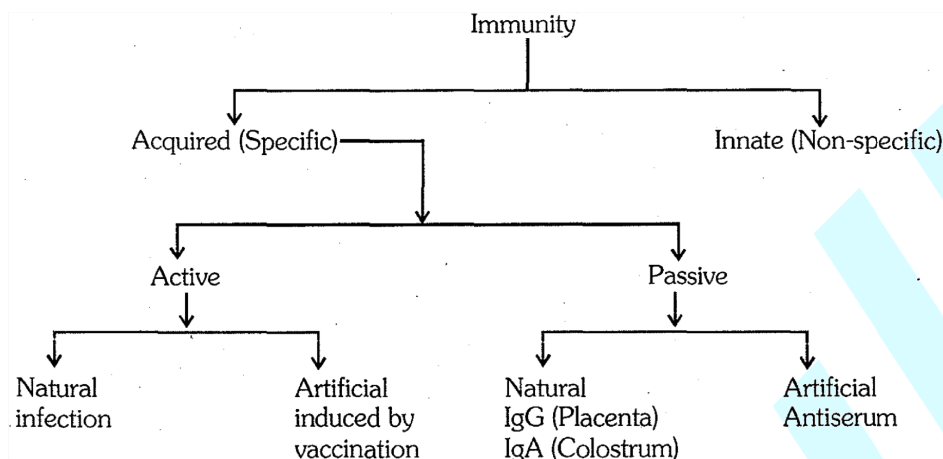 Immunity
Acquired (Specific)
Innate (Non-specific)
Active
Passive
Natural
infection
Artificial
induced by
vaccination
Natural
IgG (Placenta)
IgA (Colostrum)
Artificial
Antiserum